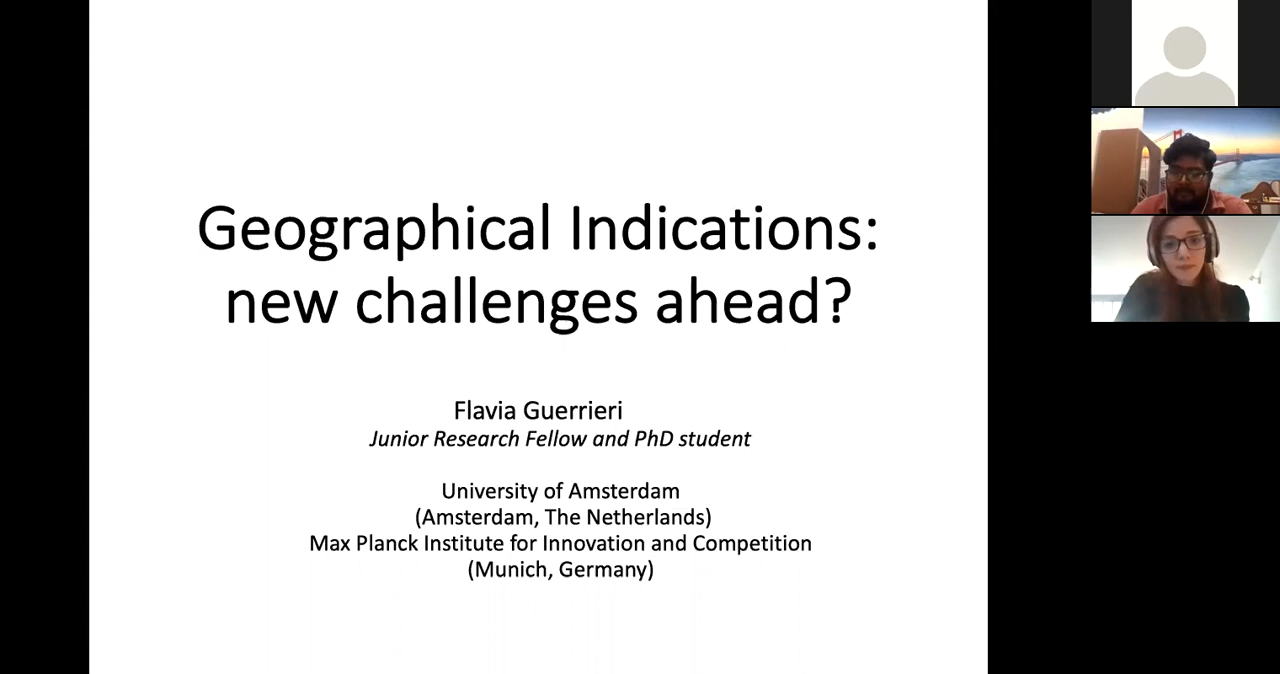 Geographical Indications:
new challenges ahead?
Flavia Guerrieri
Junior Research Fellow and PhD student
University of Amsterdam
(Amsterdam, The Netherlands)
Max Planck Institute for Innovation and Competition
(Munich, Germany)